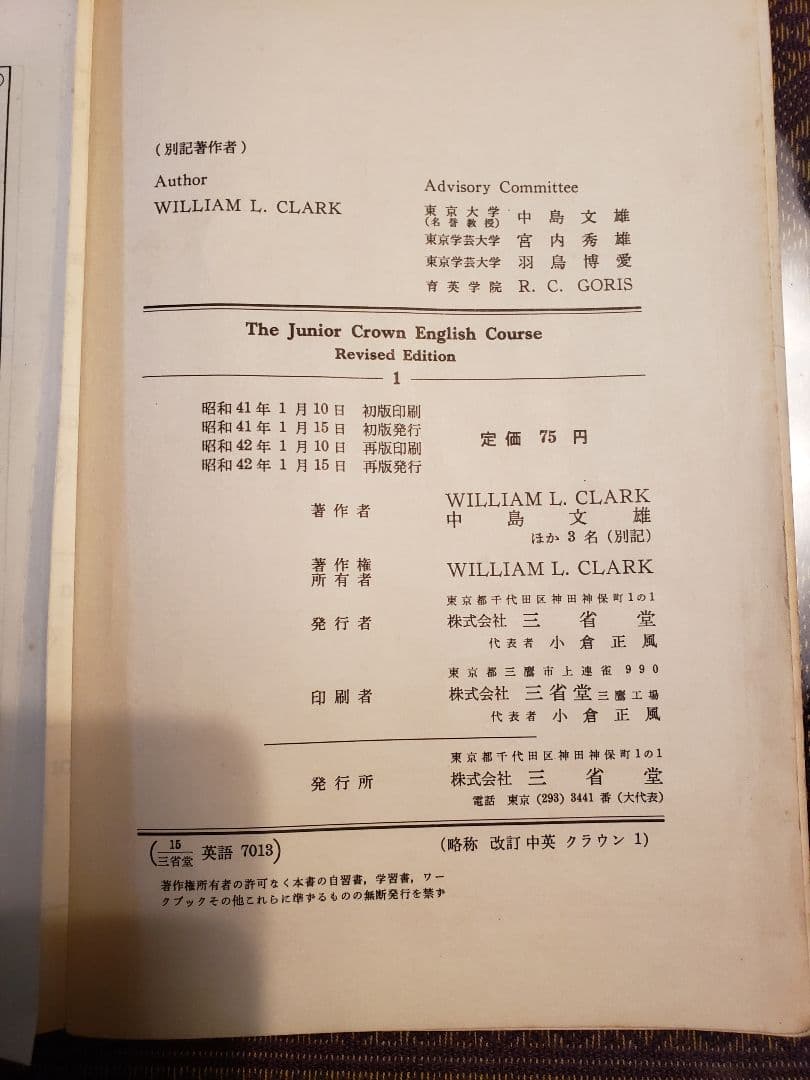 (別記著作者)
Author
WILLIAM L. CLARK
Advisory Committee
東京大学(名誉教授) 中島文雄
東京学芸大学 宮内秀雄
東京学芸大学 羽鳥博愛
育英学院 R. C. GORIS
The Junior Crown English Course
Revised Edition
1
昭和41年1月10日 初版印刷
昭和41年1月15日 初版発行
昭和42年1月10日 再版印刷
昭和42年1月15日 再版発行
定価 75円
著作者 WILLIAM L. CLARK
中島文雄
ほか3名(別記)
著作権所有者 WILLIAM L. CLARK
東京都千代田区神田神保町1の1
発行者 株式会社 三省堂
代表者 小倉正風
東京都三鷹市上連雀990
印刷者 株式会社 三省堂三鷹工場
代表者 小倉正風
東京都千代田区神田神保町1の1
発行所 株式会社 三省堂
電話 東京(293)3441番(大代表)
(15 三省堂 英語 7013)
(略称 改訂中英クラウン1)
著作権所有者の許可なく本書の自習書,学習書,ワー
クブックその他これらに準ずるものの無断発行を禁ず